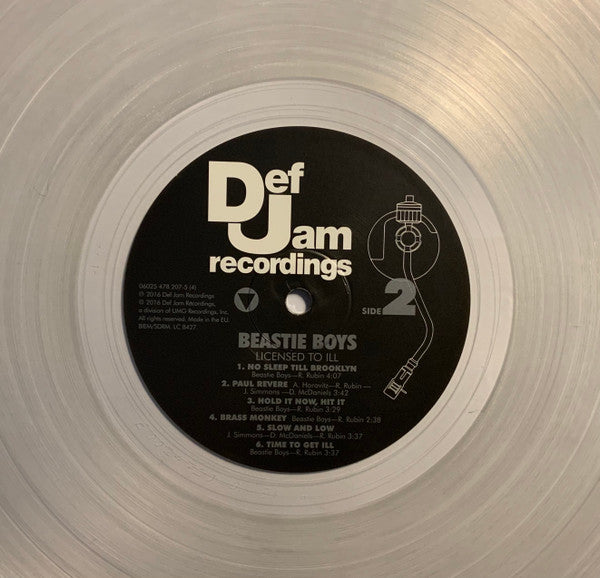 Def
Jam
recordings
06025 478 207-5 (4)
℗ 2016 Def Jam Recordings
© 2016 Def Jam Recordings,
a division of UMG Recordings, Inc.
All rights reserved. Made in the EU.
BIEM/SDRM. LC 8427
SIDE 2
BEASTIE BOYS
LICENSED TO ILL
1. NO SLEEP TILL BROOKLYN
Beastie Boys—R. Rubin 4:07
2. PAUL REVERE A. Horovitz—R. Rubin—
J. Simmons—D. McDaniels 3:42
3. HOLD IT NOW, HIT IT
Beastie Boys—R. Rubin 3:29
4. BRASS MONKEY Beastie Boys—R. Rubin 2:38
5. SLOW AND LOW
J. Simmons—D. McDaniels—R. Rubin 3:37
6. TIME TO GET ILL
Beastie Boys—R. Rubin 3:37